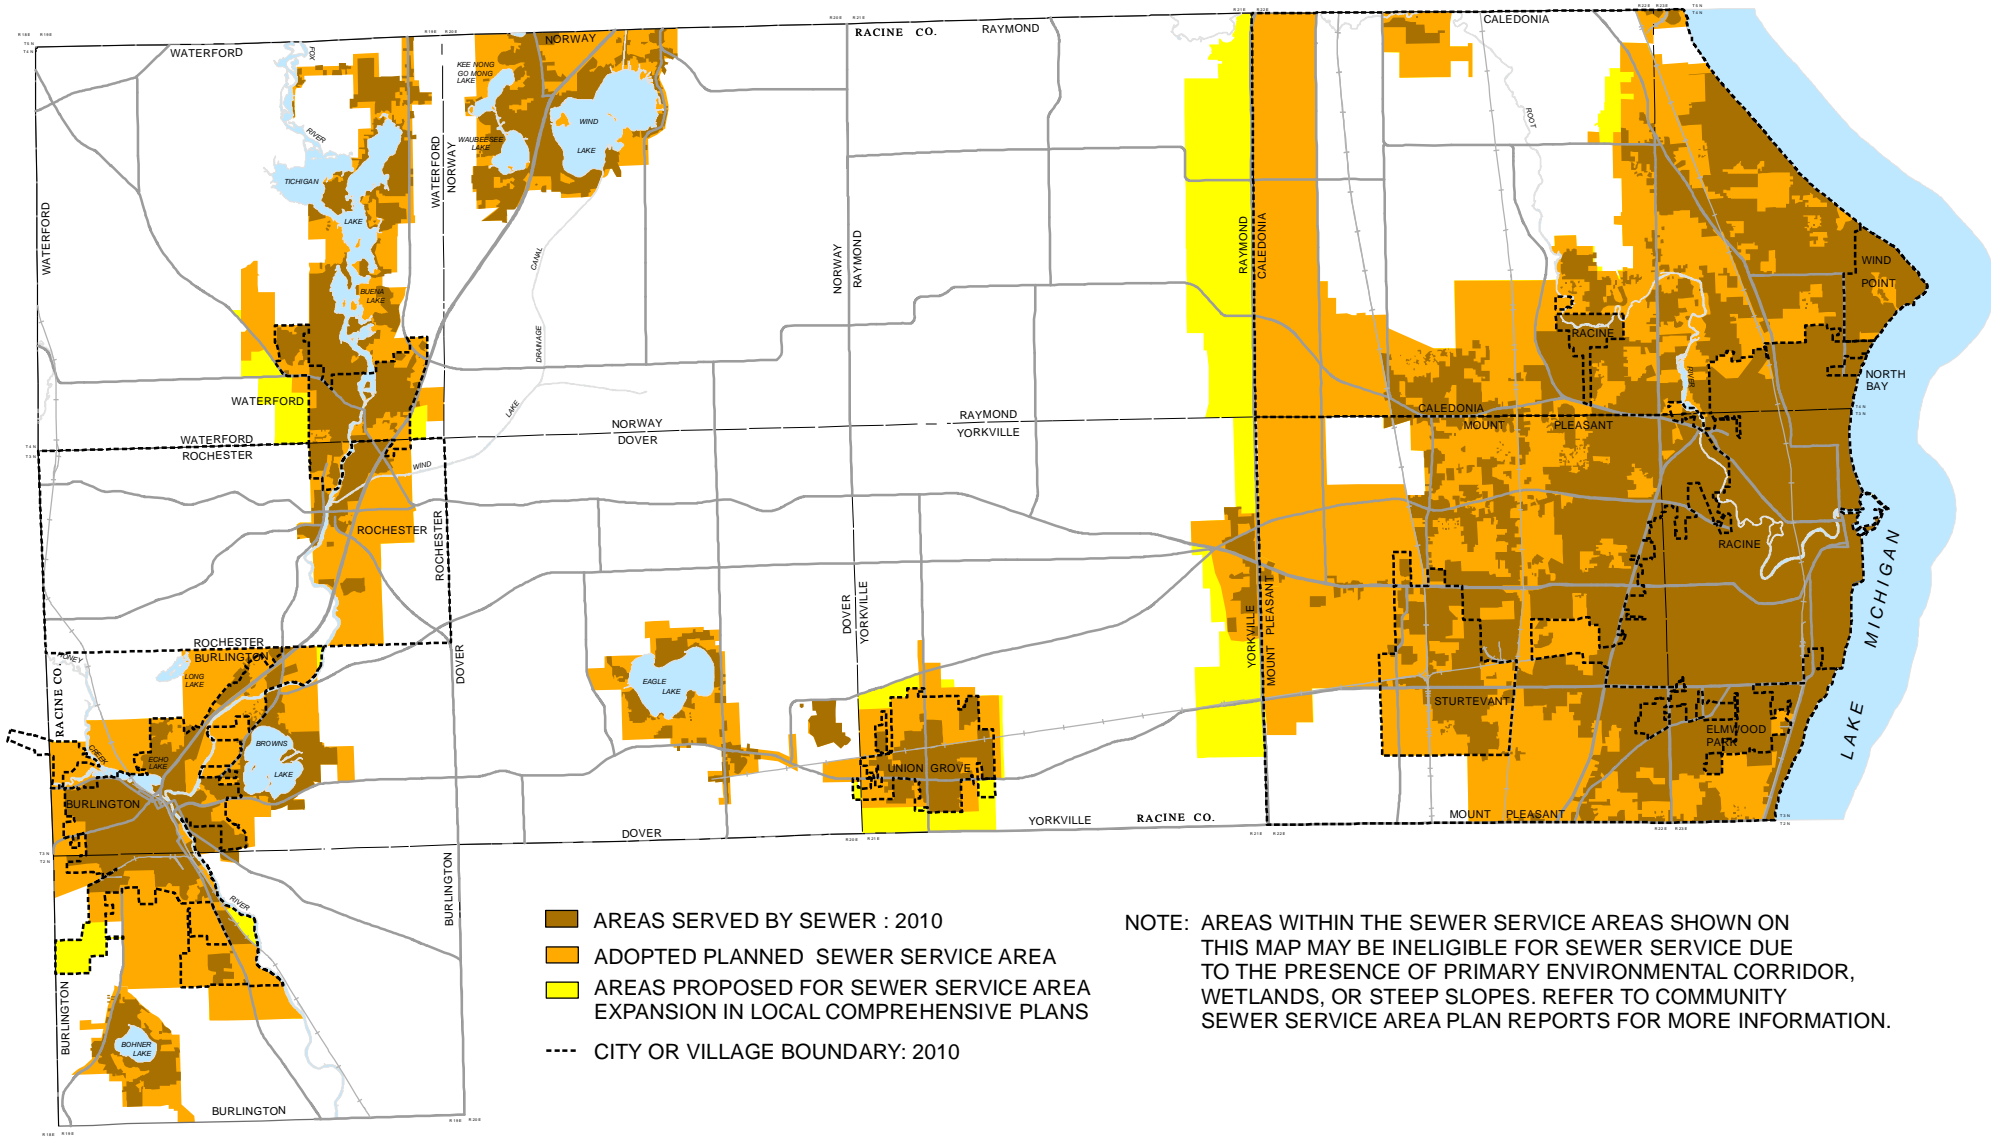 CALEDONIA
RACINE CO.
RAYMOND
NORWAY
WATERFORD
FOX
RIVER
KEE NONG
GO MONG
LAKE
WAUBEESEE
LAKE
WIND
LAKE
TICHIGAN
LAKE
WATERFORD
NORWAY
WATERFORD
CANAL
NORWAY
RAYMOND
RAYMOND
CALEDONIA
ROOT
WIND
POINT
BUENA
LAKE
DRAINAGE
RACINE
RIVER
NORTH
BAY
WATERFORD
LAKE
NORWAY
DOVER
RAYMOND
YORKVILLE
CALEDONIA
MOUNT PLEASANT
WATERFORD
ROCHESTER
WIND
ROCHESTER
ROCHESTER
RACINE
LAKE MICHIGAN
DOVER
YORKVILLE
YORKVILLE
MOUNT PLEASANT
ROCHESTER
BURLINGTON
DOVER
LONG
LAKE
RACINE CO.
EAGLE
LAKE
STURTEVANT
ELMWOOD
PARK
CREEK
ECHO
LAKE
BROWNS
LAKE
UNION GROVE
BURLINGTON
DOVER
YORKVILLE
RACINE CO.
MOUNT PLEASANT
BURLINGTON
RIVER
BURLINGTON
BOHNER
LAKE
BURLINGTON
AREAS SERVED BY SEWER : 2010
ADOPTED PLANNED SEWER SERVICE AREA
AREAS PROPOSED FOR SEWER SERVICE AREA
EXPANSION IN LOCAL COMPREHENSIVE PLANS
CITY OR VILLAGE BOUNDARY: 2010
NOTE: AREAS WITHIN THE SEWER SERVICE AREAS SHOWN ON
THIS MAP MAY BE INELIGIBLE FOR SEWER SERVICE DUE
TO THE PRESENCE OF PRIMARY ENVIRONMENTAL CORRIDOR,
WETLANDS, OR STEEP SLOPES. REFER TO COMMUNITY
SEWER SERVICE AREA PLAN REPORTS FOR MORE INFORMATION.